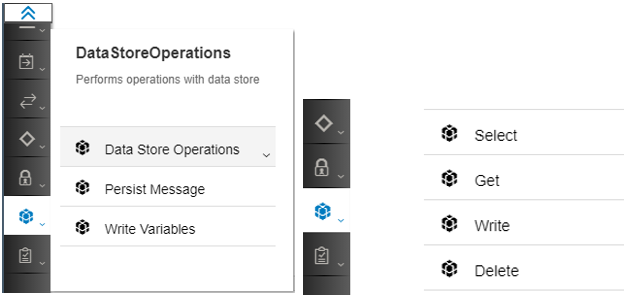 DataStoreOperations
Performs operations with data store
Data Store Operations
Persist Message
Write Variables
Select
Get
Write
Delete